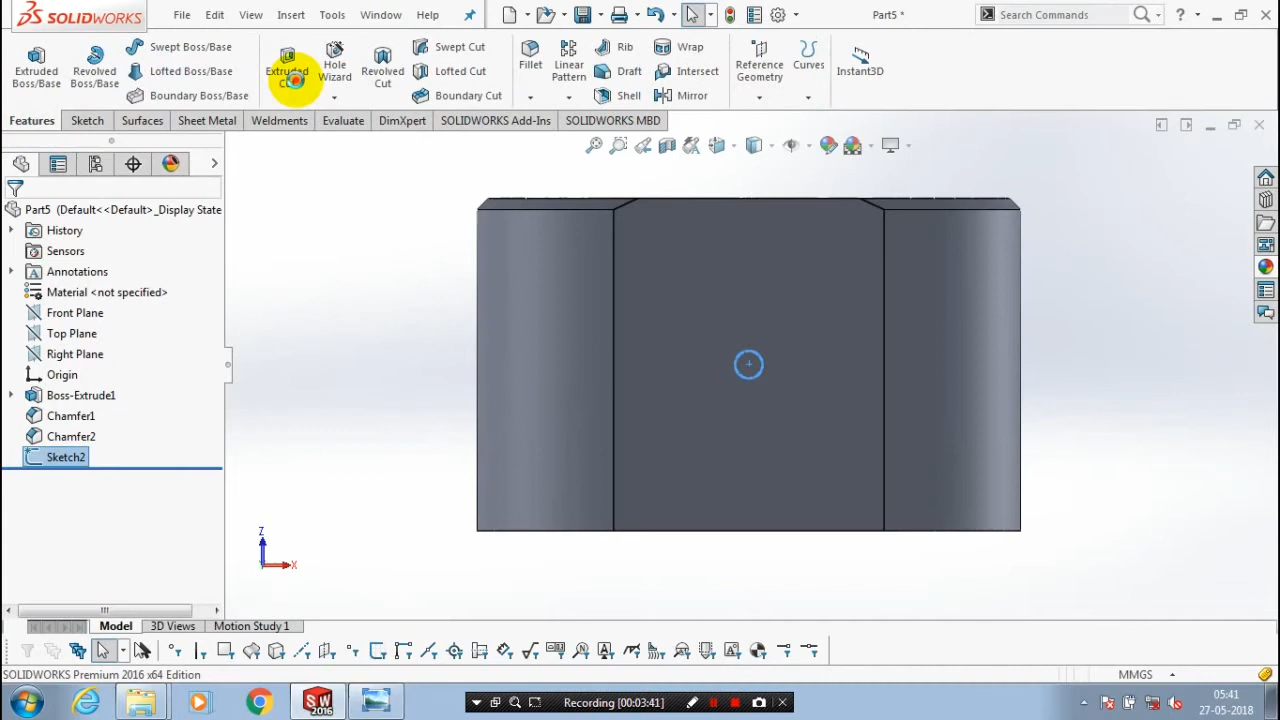 SOLIDWORKS
File Edit View Insert Tools Window Help
Part5 *
Search Commands
?
Extruded Boss/Base
Revolved Boss/Base
Swept Boss/Base
Lofted Boss/Base
Boundary Boss/Base
Extruded
Hole Wizard
Revolved Cut
Swept Cut
Lofted Cut
Boundary Cut
Fillet
Linear Pattern
Rib
Draft
Shell
Wrap
Intersect
Mirror
Reference Geometry
Curves
Instant3D
Features Sketch Surfaces Sheet Metal Weldments Evaluate DimXpert SOLIDWORKS Add-Ins SOLIDWORKS MBD
Part5 (Default<<Default>_Display State
History
Sensors
Annotations
Material <not specified>
Front Plane
Top Plane
Right Plane
Origin
Boss-Extrude1
Chamfer1
Chamfer2
Sketch2
Z
X
Model 3D Views Motion Study 1
SOLIDWORKS Premium 2016 x64 Edition
MMGS
SW 2016
Recording [00:03:41]
05:41
27-05-2018